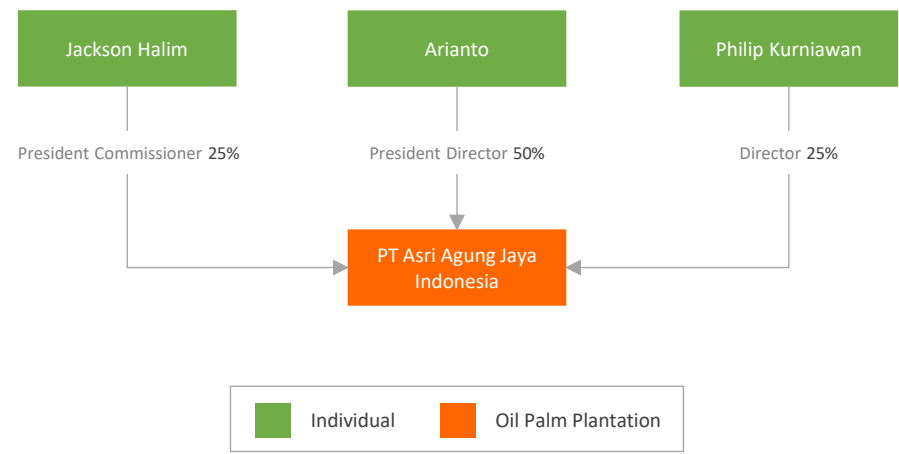 Jackson Halim
Arianto
Philip Kurniawan
President Commissioner 25%
President Director 50%
Director 25%
PT Asri Agung Jaya
Indonesia
Individual
Oil Palm Plantation